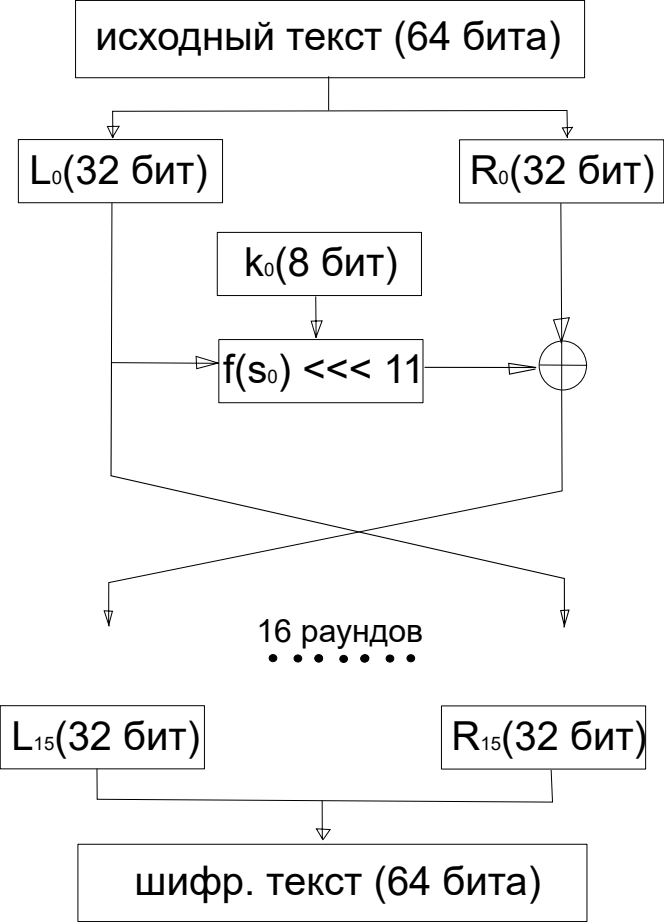 исходный текст (64 бита)
L₀(32 бит)
R₀(32 бит)
k₀(8 бит)
f(s₀) <<< 11
16 раундов
L₁₅(32 бит)
R₁₅(32 бит)
шифр. текст (64 бита)